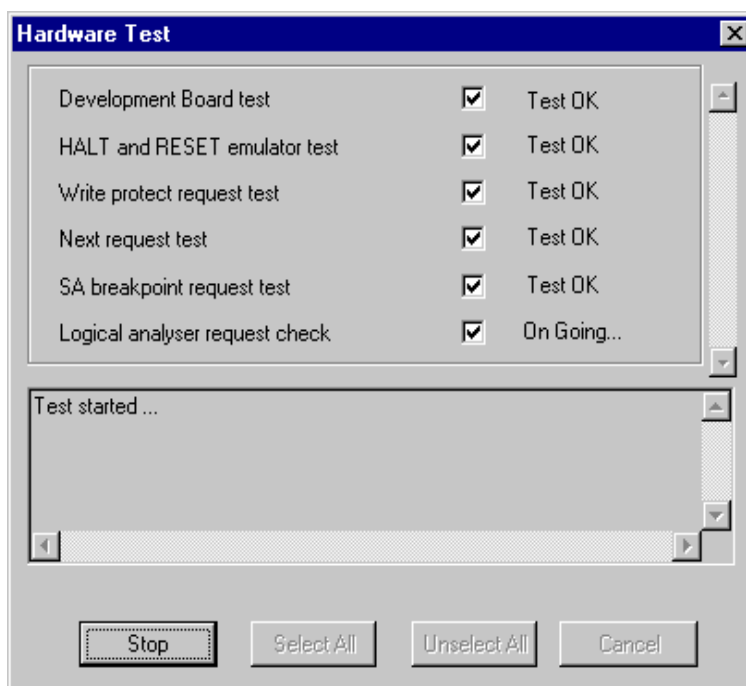 Hardware Test
Development Board test Test OK
HALT and RESET emulator test Test OK
Write protect request test Test OK
Next request test Test OK
SA breakpoint request test Test OK
Logical analyser request check On Going...
Test started ...
Stop Select All Unselect All Cancel